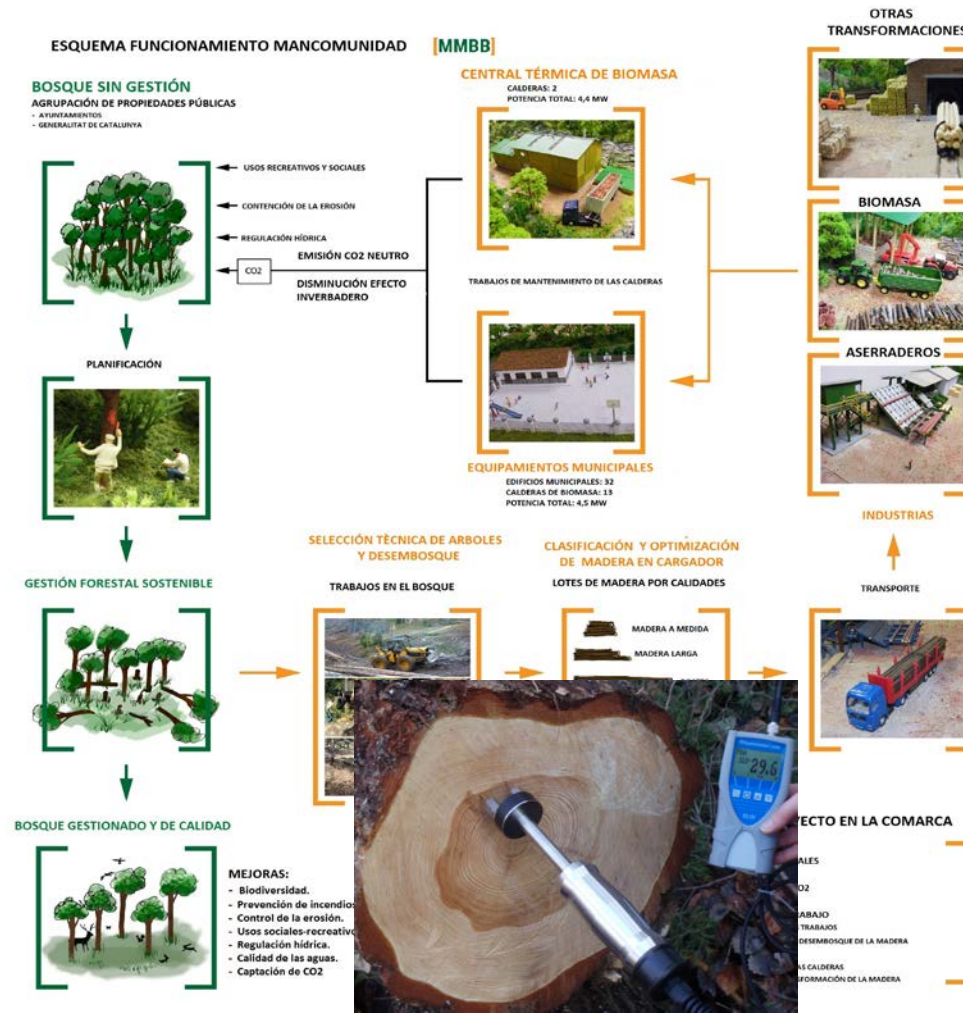 ESQUEMA FUNCIONAMIENTO MANCOMUNIDAD [MMBB]
BOSQUE SIN GESTIÓN
AGRUPACIÓN DE PROPIEDADES PÚBLICAS
- AYUNTAMIENTOS
- GENERALITAT DE CATALUNYA
USOS RECREATIVOS Y SOCIALES
CONTENCIÓN DE LA EROSIÓN
REGULACIÓN HÍDRICA
CO2
EMISIÓN CO2 NEUTRO
DISMINUCIÓN EFECTO
INVERBADERO
CENTRAL TÉRMICA DE BIOMASA
CALDERAS: 2
POTENCIA TOTAL: 4,4 MW
TRABAJOS DE MANTENIMIENTO DE LAS CALDERAS
EQUIPAMIENTOS MUNICIPALES
EDIFICIOS MUNICIPALES: 32
CALDERAS DE BIOMASA: 13
POTENCIA TOTAL: 4,5 MW
OTRAS
TRANSFORMACIONES
BIOMASA
ASERRADEROS
INDUSTRIAS
TRANSPORTE
PLANIFICACIÓN
GESTIÓN FORESTAL SOSTENIBLE
SELECCIÓN TÈCNICA DE ARBOLES
Y DESEMBOSQUE
TRABAJOS EN EL BOSQUE
CLASIFICACIÓN Y OPTIMIZACIÓN
DE MADERA EN CARGADOR
LOTES DE MADERA POR CALIDADES
MADERA A MEDIDA
MADERA LARGA
29.6
BOSQUE GESTIONADO Y DE CALIDAD
MEJORAS:
- Biodiversidad.
- Prevención de incendios
- Control de la erosión.
- Usos sociales-recreativo
- Regulación hídrica.
- Calidad de las aguas.
- Captación de CO2
YECTO EN LA COMARCA
ALES
O2
RABAJO
TRABAJOS
DESEMBOSQUE DE LA MADERA
AS CALDERAS
SFORMACIÓN DE LA MADERA